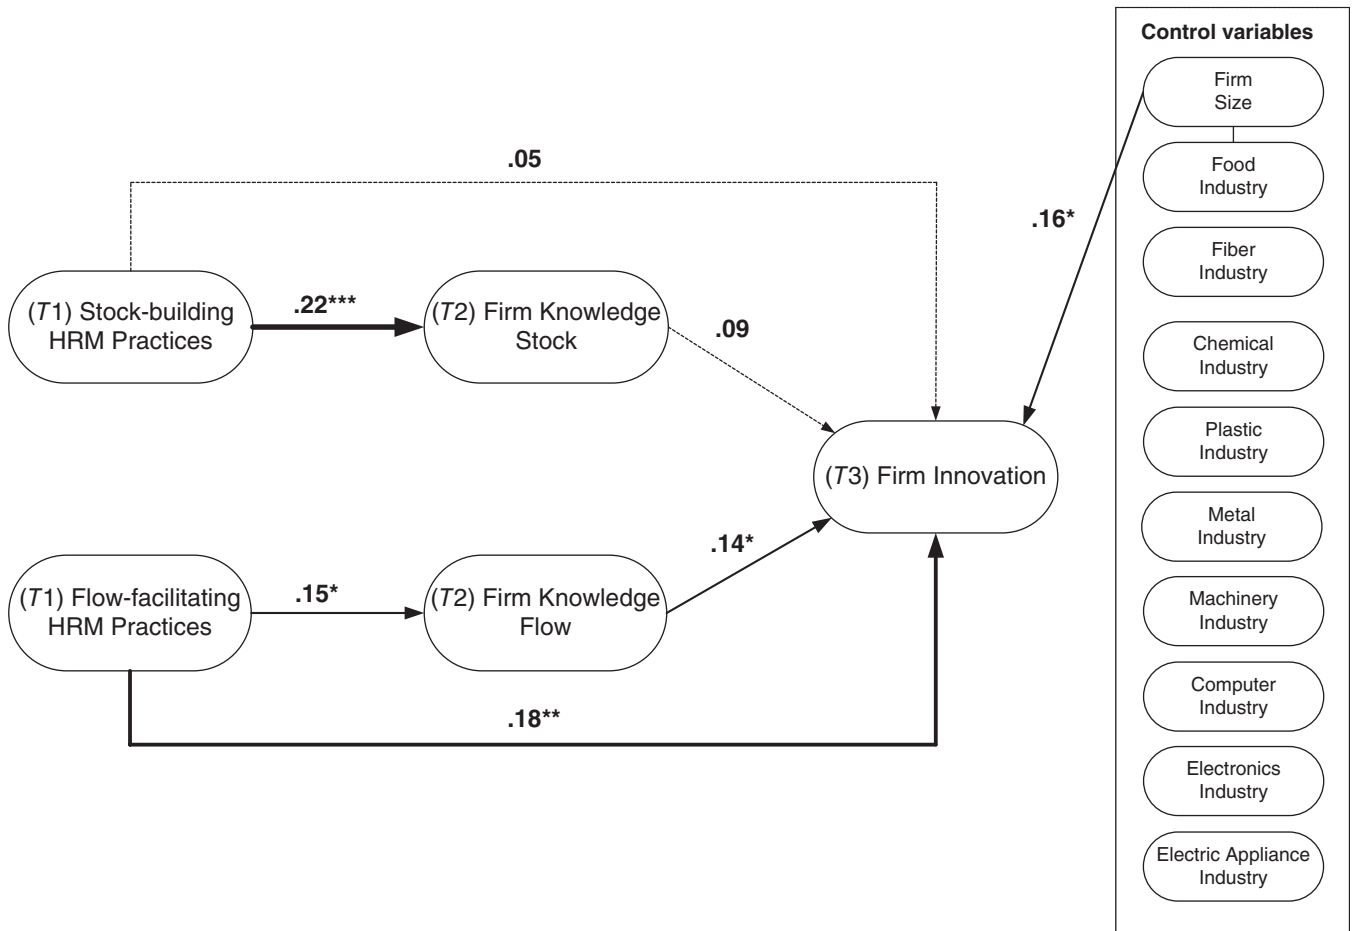 Control variables
Firm
Size
Food
Industry
Fiber
Industry
Chemical
Industry
Plastic
Industry
Metal
Industry
Machinery
Industry
Computer
Industry
Electronics
Industry
Electric Appliance
Industry
.05
.16*
(T1) Stock-building
HRM Practices
.22***
(T2) Firm Knowledge
Stock
.09
(T3) Firm Innovation
(T1) Flow-facilitating
HRM Practices
.15*
(T2) Firm Knowledge
Flow
.14*
.18**